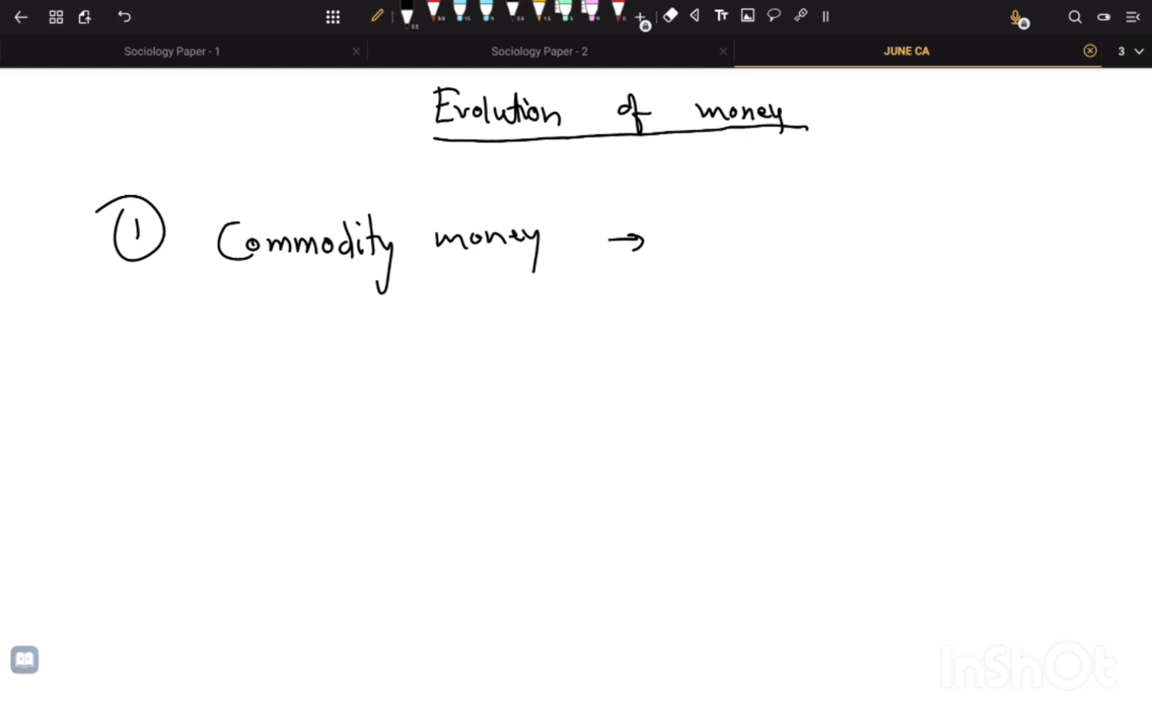 Sociology Paper - 1
Sociology Paper - 2
JUNE CA
3
Evolution of money
① Commodity money →
InShOt